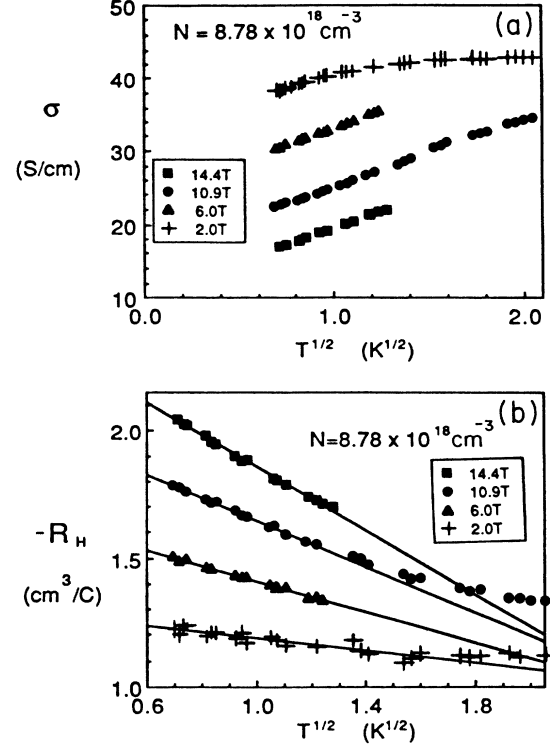 (a)
N = 8.78 x 10^18 cm^-3
50
40
30
20
10
σ
(S/cm)
14.4T
10.9T
6.0T
2.0T
0.0
1.0
2.0
T^1/2 (K^1/2)
(b)
N=8.78 x 10^18 cm^-3
2.0
1.5
1.0
-R_H
(cm^3/C)
14.4T
10.9T
6.0T
2.0T
0.6
1.0
1.4
1.8
T^1/2 (K^1/2)